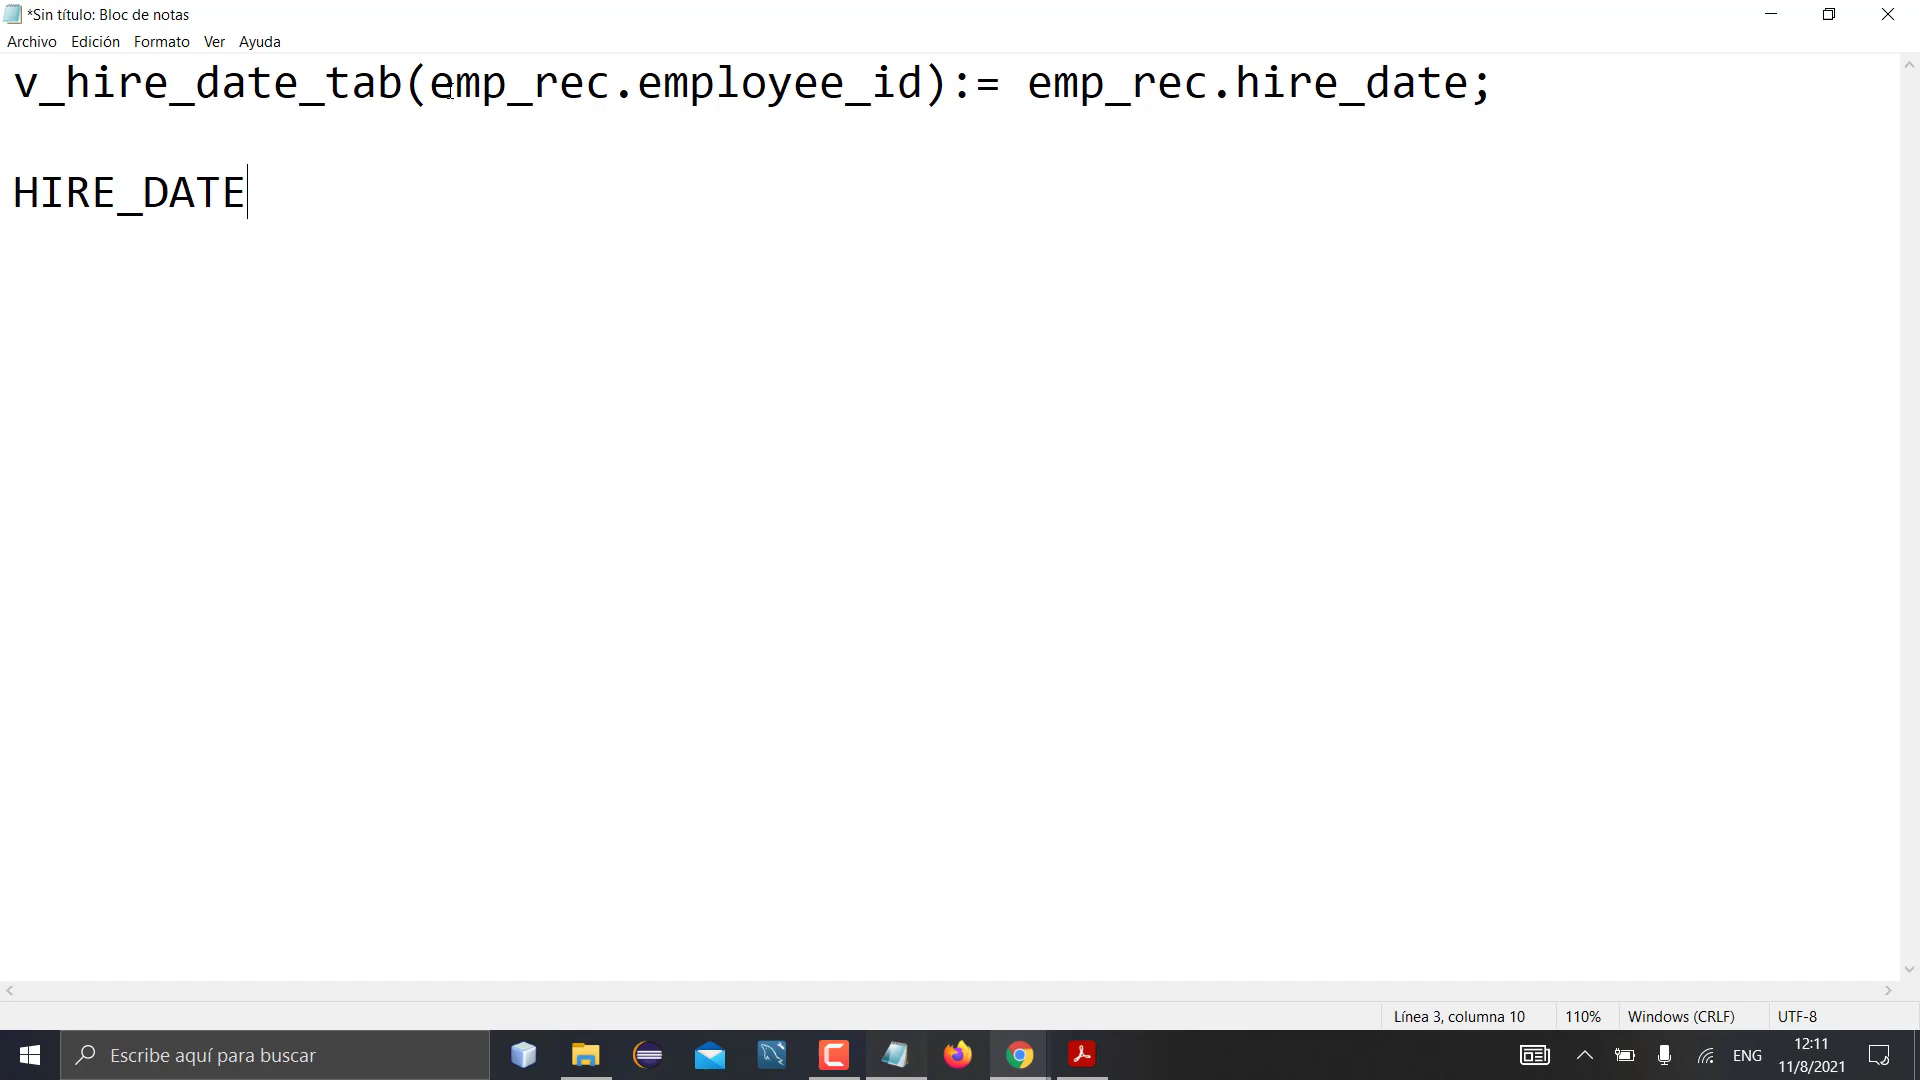 *Sin título: Bloc de notas
Archivo Edición Formato Ver Ayuda
v_hire_date_tab(emp_rec.employee_id):= emp_rec.hire_date;
HIRE_DATE
Línea 3, columna 10 110% Windows (CRLF) UTF-8
Escribe aquí para buscar
ENG
12:11
11/8/2021